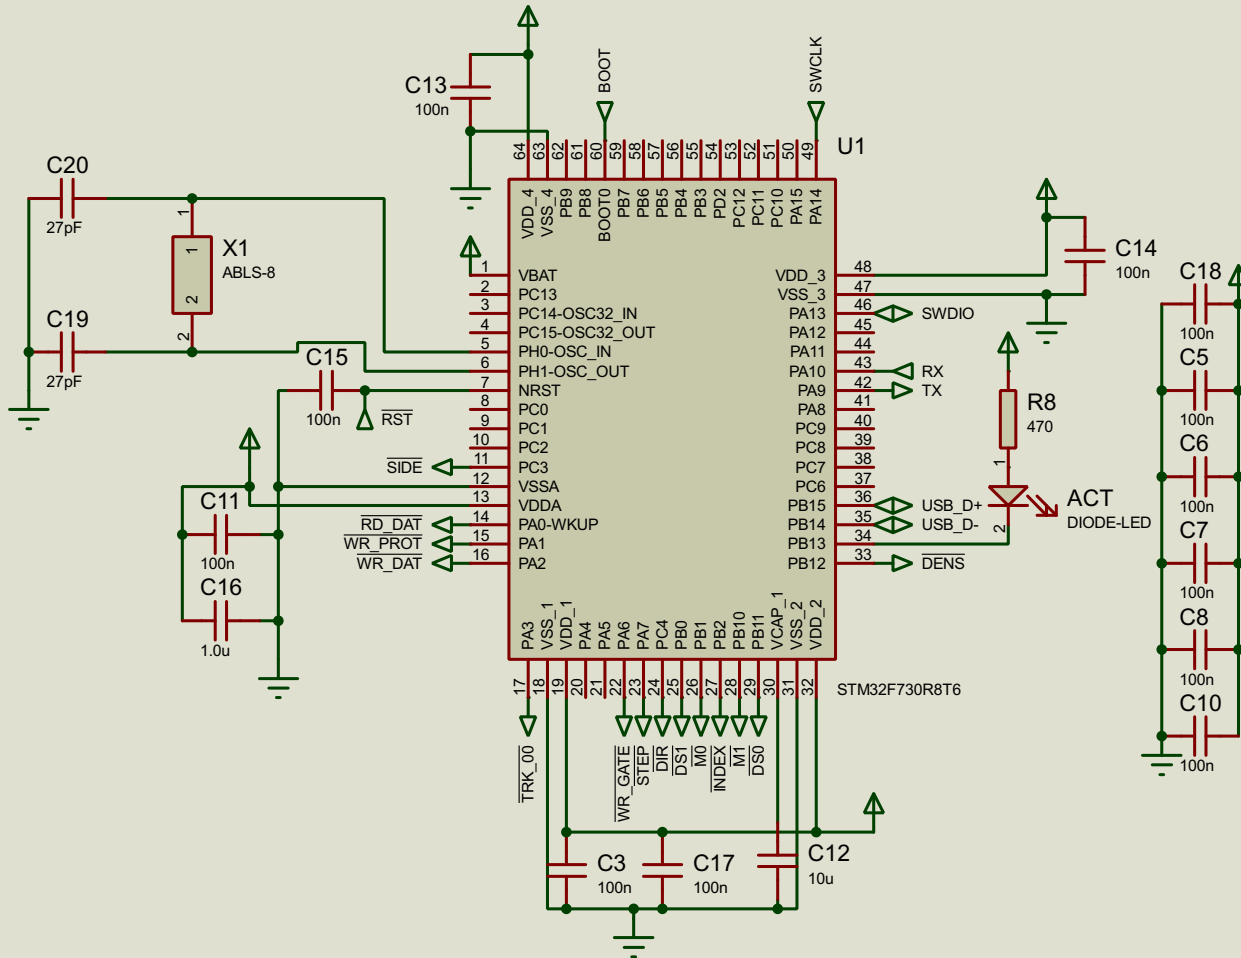 BOOT
SWCLK
C13
100n
U1
64
63
62
61
60
59
58
57
56
55
54
53
52
51
50
49
VDD_4
VSS_4
PB9
PB8
BOOT0
PB7
PB6
PB5
PB4
PB3
PD2
PC12
PC11
PC10
PA15
PA14
C20
27pF
1
1
X1
ABLS-8
2
2
C19
27pF
C15
100n
RST
SIDE
C11
100n
C16
1.0u
RD_DAT
WR_PROT
WR_DAT
1 VBAT
2 PC13
3 PC14-OSC32_IN
4 PC15-OSC32_OUT
5 PH0-OSC_IN
6 PH1-OSC_OUT
7 NRST
8 PC0
9 PC1
10 PC2
11 PC3
12 VSSA
13 VDDA
14 PA0-WKUP
15 PA1
16 PA2
VDD_3 48
VSS_3 47
PA13 46 SWDIO
PA12 45
PA11 44
PA10 43 RX
PA9 42 TX
PA8 41
PC9 40
PC8 39
PC7 38
PC6 37
PB15 36 USB_D+
PB14 35 USB_D-
PB13 34
PB12 33 DENS
C14
100n
R8
470
1
ACT
DIODE-LED
2
C18
100n
C5
100n
C6
100n
C7
100n
C8
100n
C10
100n
PA3
VSS_1
VDD_1
PA4
PA5
PA6
PA7
PC4
PB0
PB1
PB2
PB10
PB11
VCAP_1
VSS_2
VDD_2
17
18
19
20
21
22
23
24
25
26
27
28
29
30
31
32
STM32F730R8T6
TRK_00
WR_GATE
STEP
DIR
DS1
M0
INDEX
M1
DS0
C3
100n
C17
100n
C12
10u